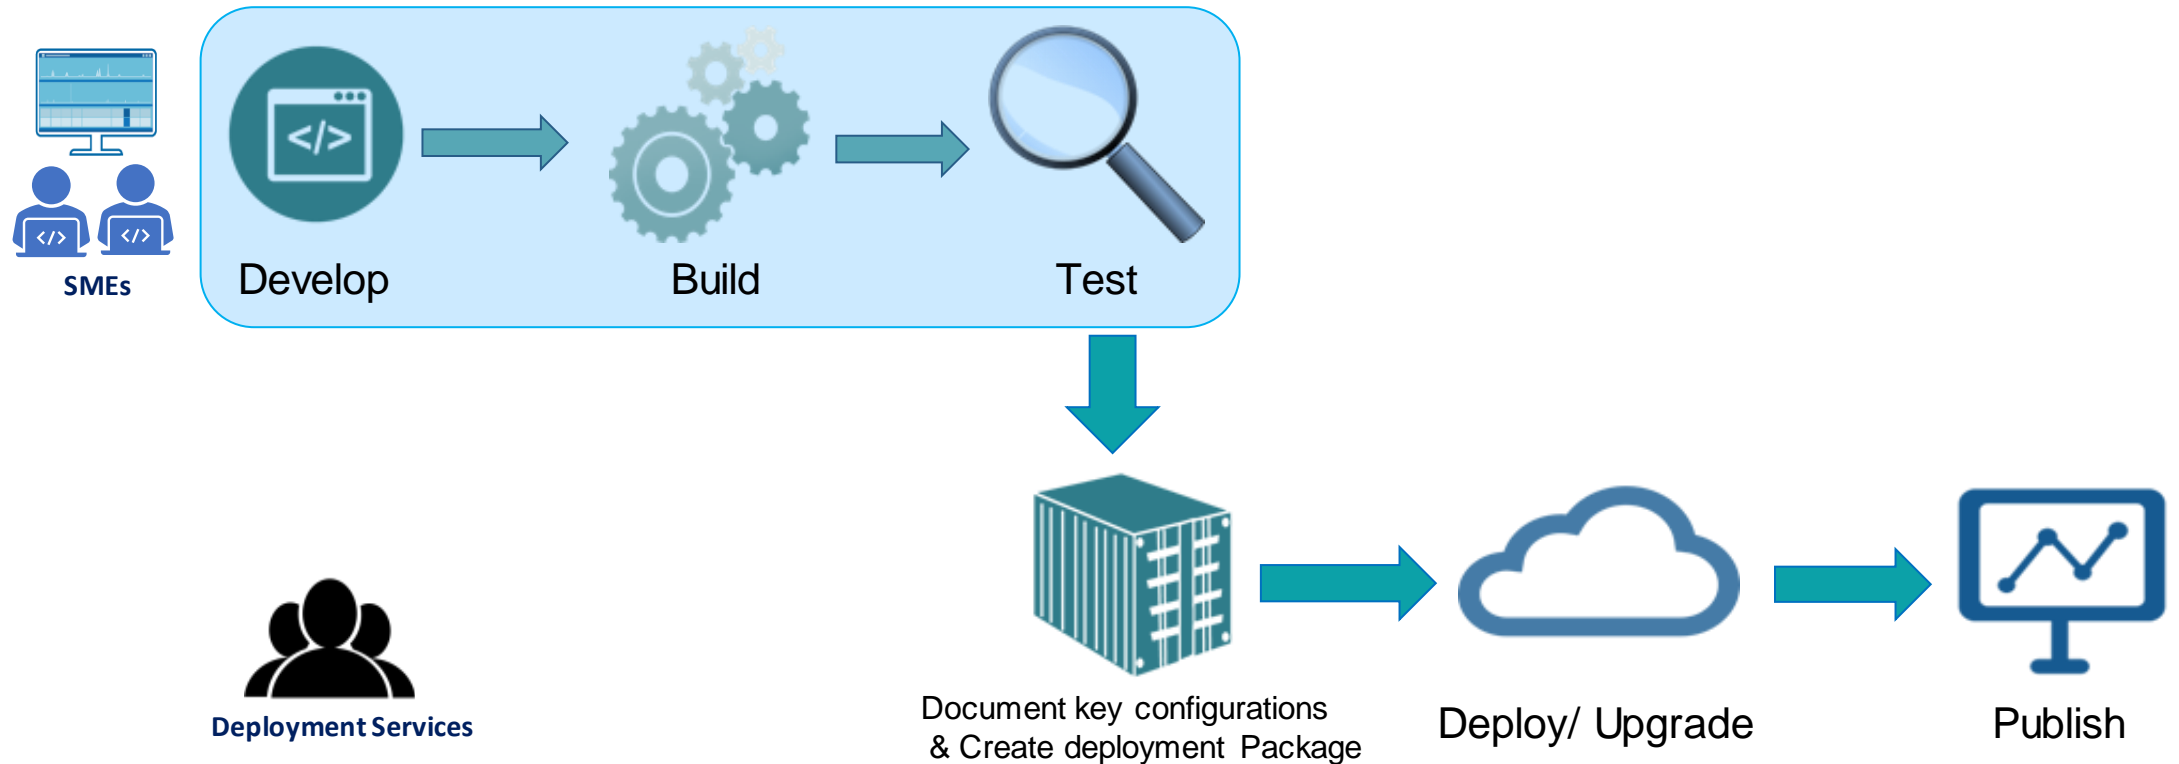 </>
</>
</>
SMEs
Develop
Build
Test
Deployment Services
Document key configurations
& Create deployment Package
Deploy/ Upgrade
Publish